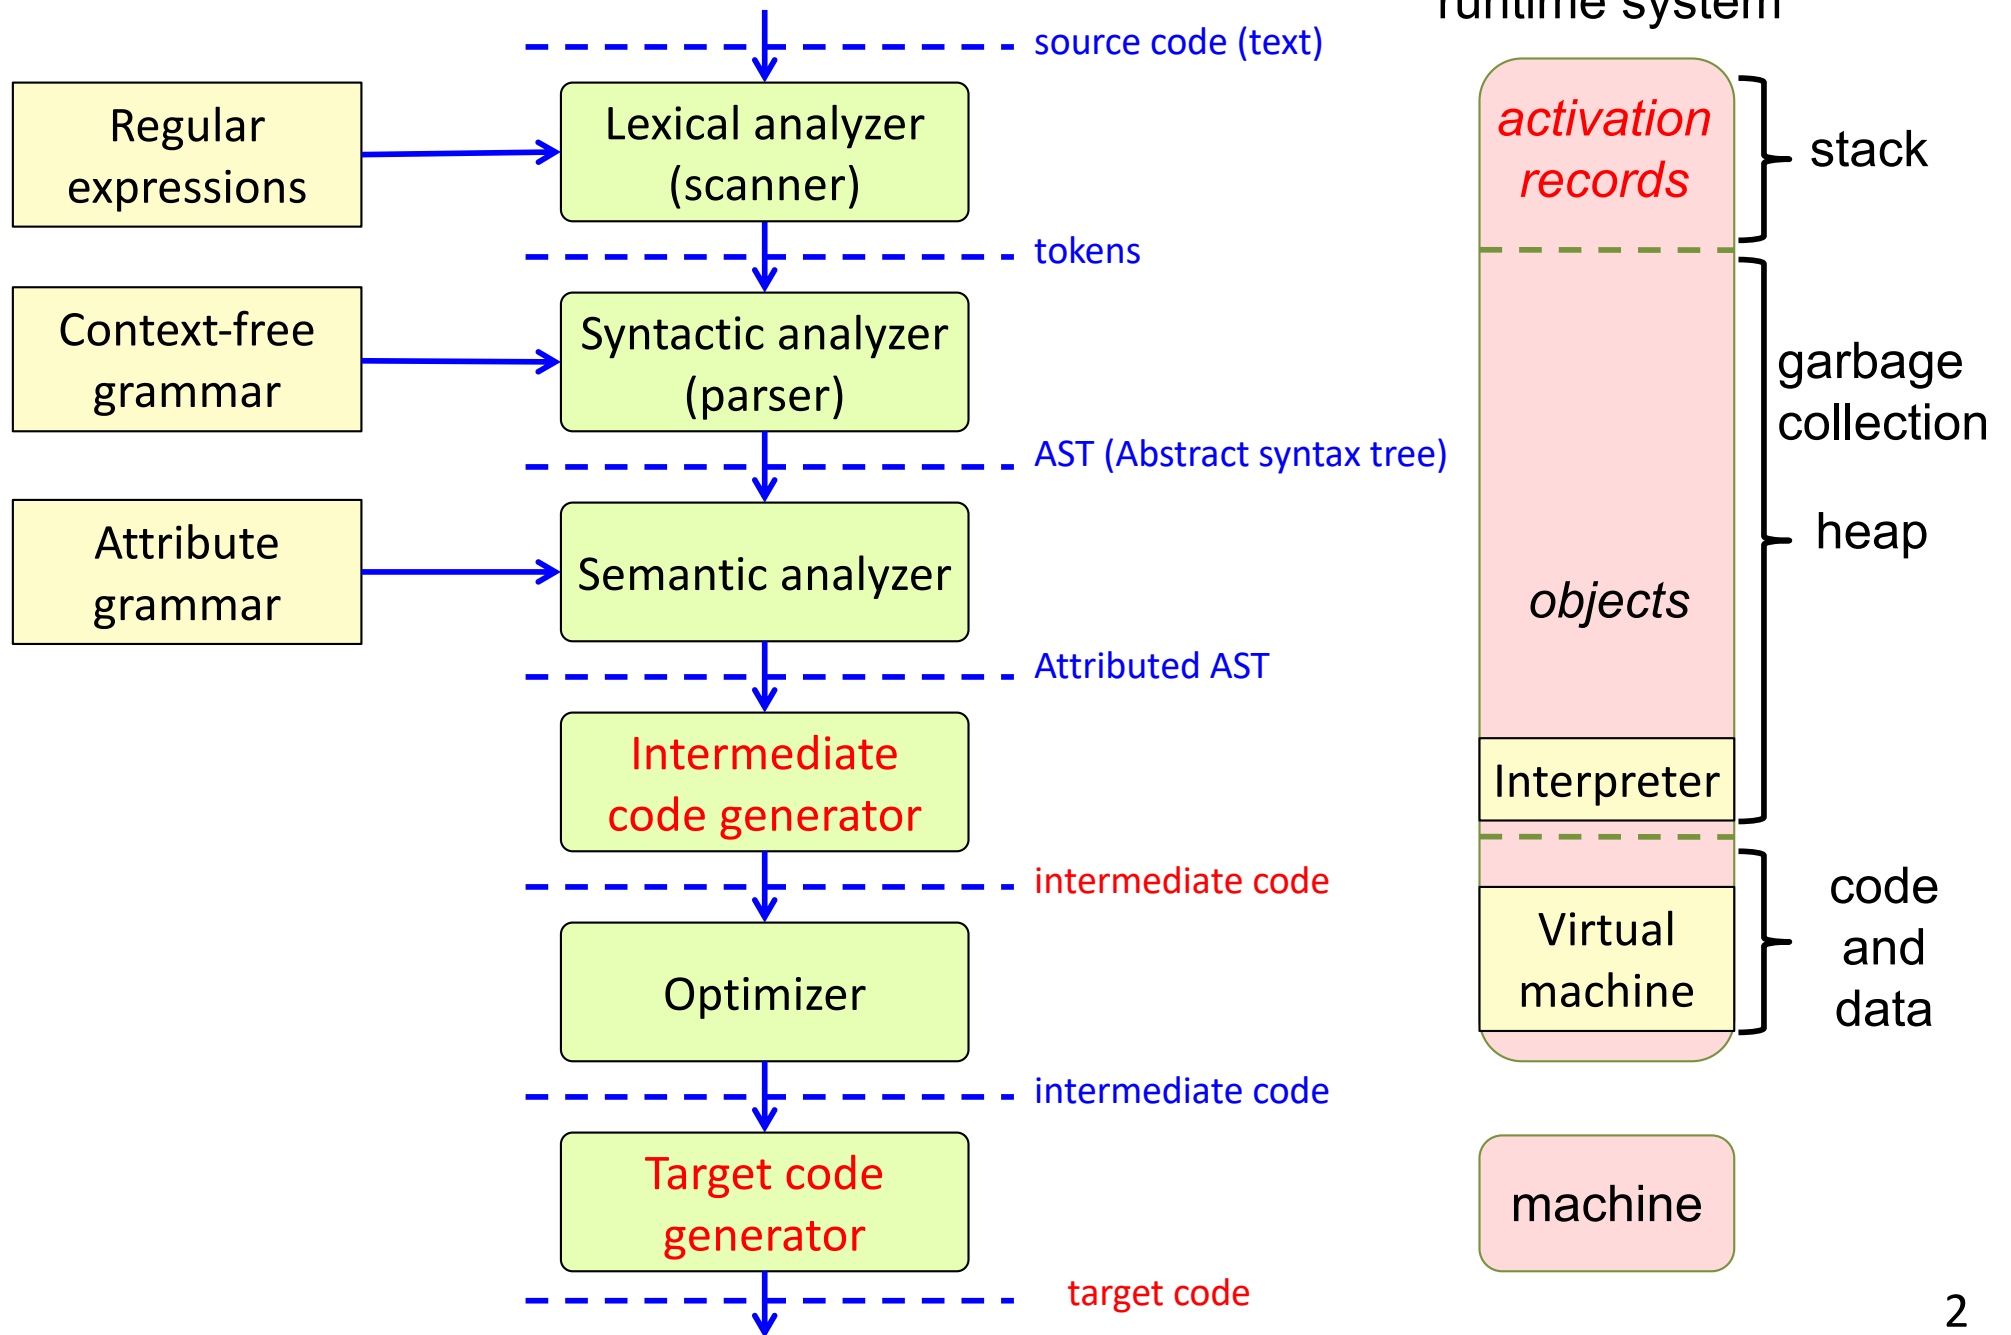 runtime system
source code (text)
Regular
expressions
Lexical analyzer
(scanner)
tokens
Context-free
grammar
Syntactic analyzer
(parser)
AST (Abstract syntax tree)
Attribute
grammar
Semantic analyzer
Attributed AST
Intermediate
code generator
intermediate code
Optimizer
intermediate code
Target code
generator
target code
activation
records
stack
garbage
collection
heap
objects
Interpreter
Virtual
machine
code
and
data
machine
2